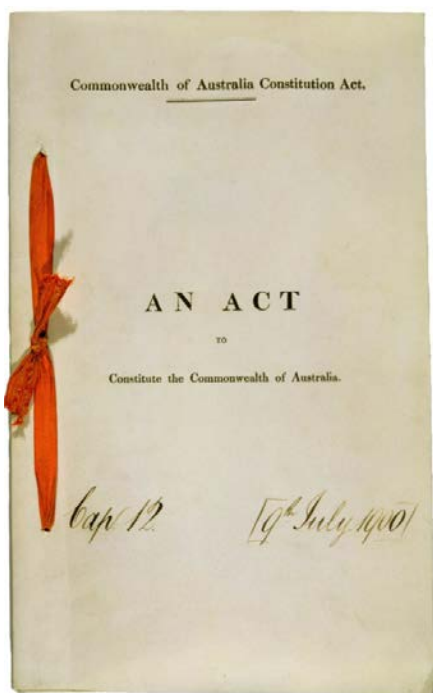 Commonwealth of Australia Constitution Act.
AN ACT
TO
Constitute the Commonwealth of Australia.
Cap 12. [9th July 1900]